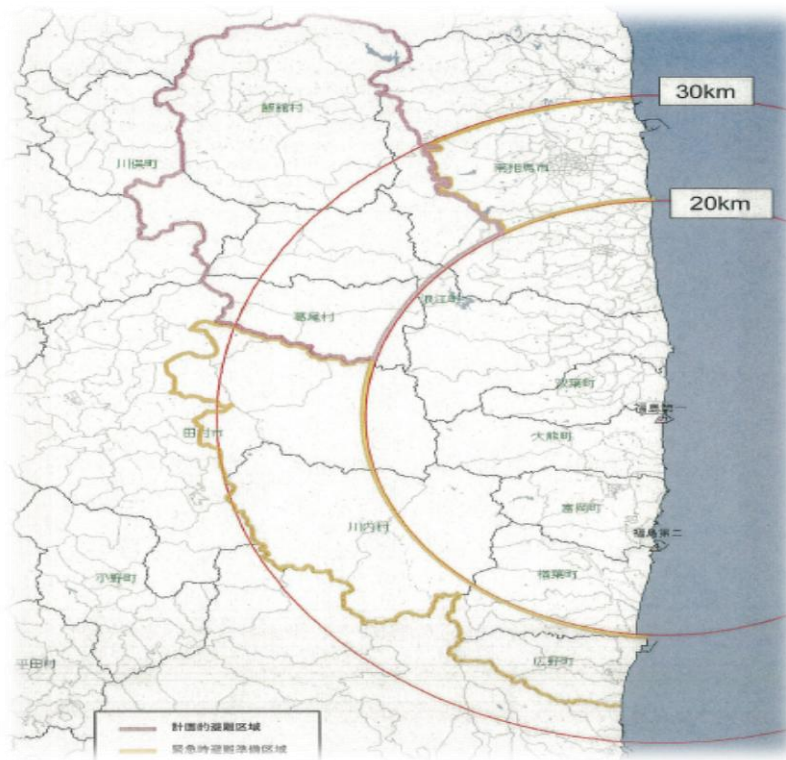 30km
飯舘村
川俣町
南相馬市
20km
浪江町
葛尾村
双葉町
福島第一
田村市
大熊町
富岡町
川内村
福島第二
小野町
楢葉町
平田村
広野町
計画的避難区域
緊急時避難準備区域